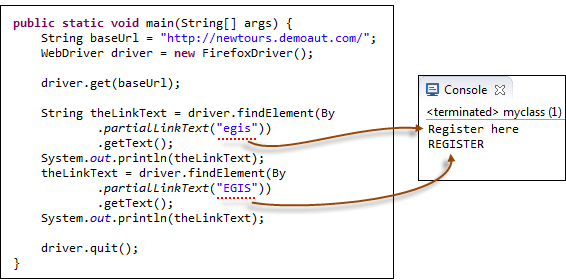 public static void main(String[] args) {
String baseUrl = "http://newtours.demoaut.com/";
WebDriver driver = new FirefoxDriver();
driver.get(baseUrl);
String theLinkText = driver.findElement(By
.partialLinkText("egis"))
.getText();
System.out.println(theLinkText);
theLinkText = driver.findElement(By
.partialLinkText("EGIS"))
.getText();
System.out.println(theLinkText);
driver.quit();
}
Console
<terminated> myclass (1)
Register here
REGISTER